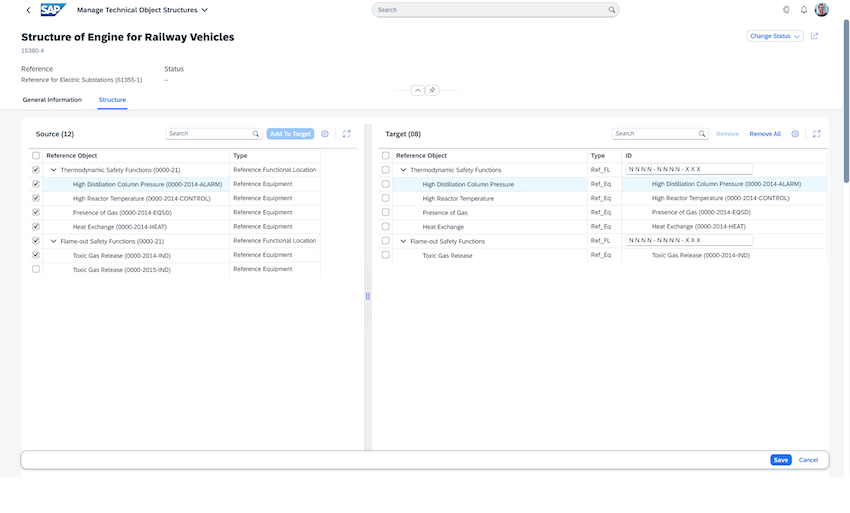 SAP Manage Technical Object Structures Search
Structure of Engine for Railway Vehicles Change Status
15380-4
Reference Status
Reference for Electric Substations (61355-1) --
General Information Structure
Source (12) Search Add To Target
Reference Object Type
Thermodynamic Safety Functions (0000-21) Reference Functional Location
High Distillation Column Pressure (0000-2014-ALARM) Reference Equipment
High Reactor Temperature (0000-2014-CONTROL) Reference Equipment
Presence of Gas (0000-2014-EQSD) Reference Equipment
Heat Exchange (0000-2014-HEAT) Reference Equipment
Flame-out Safety Functions (0000-21) Reference Functional Location
Toxic Gas Release (0000-2014-IND) Reference Equipment
Toxic Gas Release (0000-2015-IND) Reference Equipment
Target (08) Search Remove Remove All
Reference Object Type ID
Thermodynamic Safety Functions Ref_FL NNNN-NNNN-XXX
High Distillation Column Pressure Ref_Eq High Distillation Column Pressure (0000-2014-ALARM)
High Reactor Temperature Ref_Eq High Reactor Temperature (0000-2014-CONTROL)
Presence of Gas Ref_Eq Presence of Gas (0000-2014-EQSD)
Heat Exchange Ref_Eq Heat Exchange (0000-2014-HEAT)
Flame-out Safety Functions Ref_FL NNNN-NNNN-XXX
Toxic Gas Release Ref_Eq Toxic Gas Release (0000-2014-IND)
Save Cancel